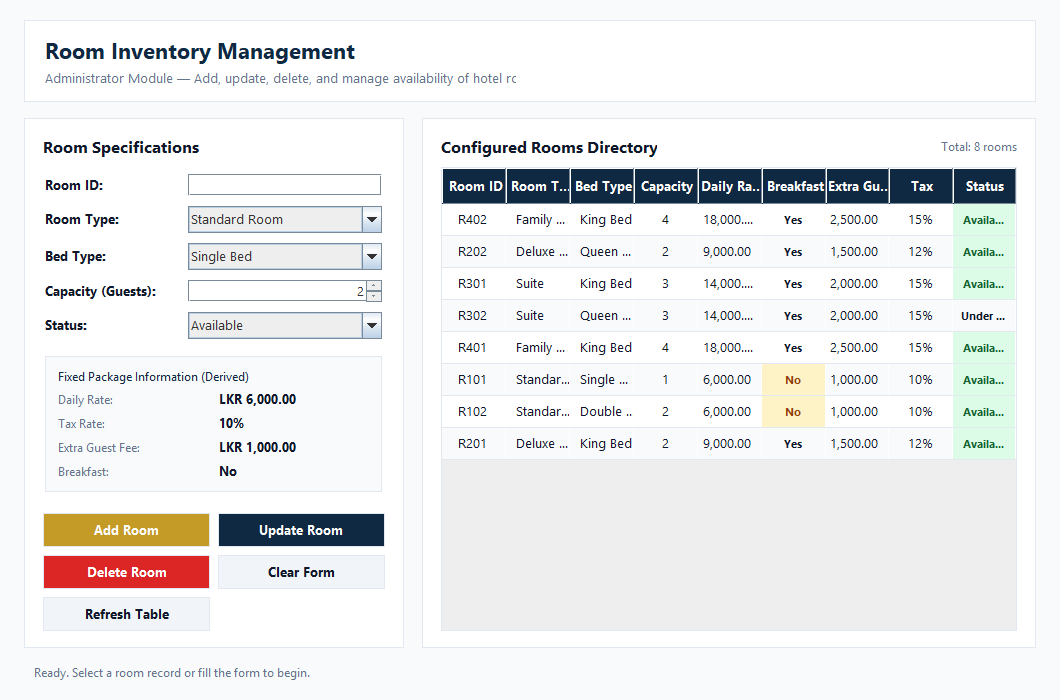 Room Inventory Management
Administrator Module — Add, update, delete, and manage availability of hotel rc
Room Specifications
Room ID:
Room Type: Standard Room
Bed Type: Single Bed
Capacity (Guests): 2
Status: Available
Fixed Package Information (Derived)
Daily Rate: LKR 6,000.00
Tax Rate: 10%
Extra Guest Fee: LKR 1,000.00
Breakfast: No
Add Room Update Room
Delete Room Clear Form
Refresh Table
Configured Rooms Directory Total: 8 rooms
Room ID Room T... Bed Type Capacity Daily Ra... Breakfast Extra Gu... Tax Status
R402 Family ... King Bed 4 18,000.... Yes 2,500.00 15% Availa...
R202 Deluxe ... Queen ... 2 9,000.00 Yes 1,500.00 12% Availa...
R301 Suite King Bed 3 14,000.... Yes 2,000.00 15% Availa...
R302 Suite Queen ... 3 14,000.... Yes 2,000.00 15% Under ...
R401 Family ... King Bed 4 18,000.... Yes 2,500.00 15% Availa...
R101 Standar... Single ... 1 6,000.00 No 1,000.00 10% Availa...
R102 Standar... Double .. 2 6,000.00 No 1,000.00 10% Availa...
R201 Deluxe ... King Bed 2 9,000.00 Yes 1,500.00 12% Availa...
Ready. Select a room record or fill the form to begin.